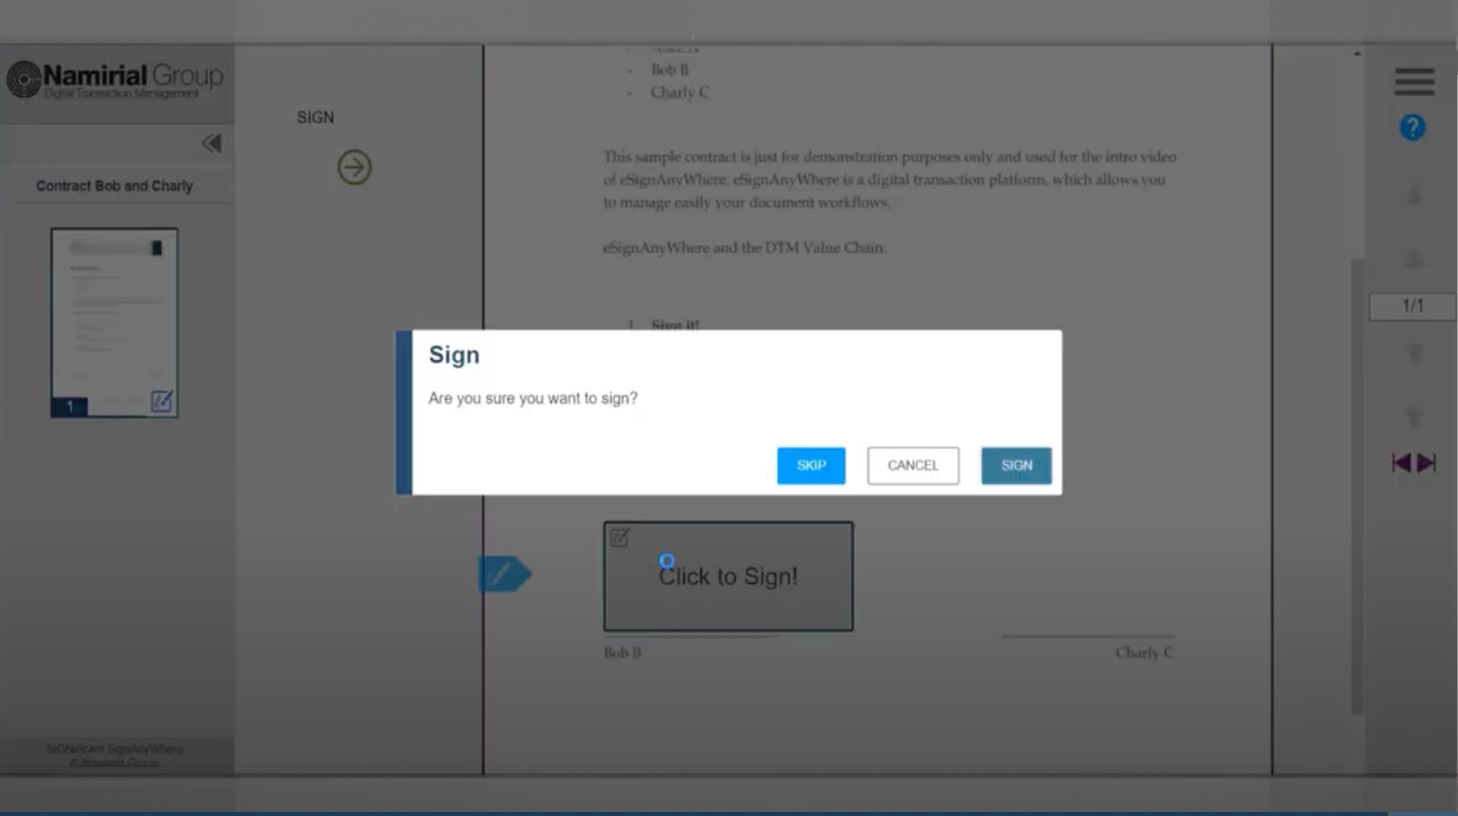 Namirial Group
Digital Transaction Management
Contract Bob and Charly
1
SIGNificant SignAnyWhere
© Namirial Group
SIGN
- Bob B
- Charly C
This sample contract is just for demonstration purposes only and used for the intro video
of eSignAnyWhere. eSignAnyWhere is a digital transaction platform, which allows you
to manage easily your document workflows.
eSignAnyWhere and the DTM Value Chain:
1. Sign it!
Sign
Are you sure you want to sign?
SKIP
CANCEL
SIGN
Click to Sign!
Bob B
Charly C
?
1/1